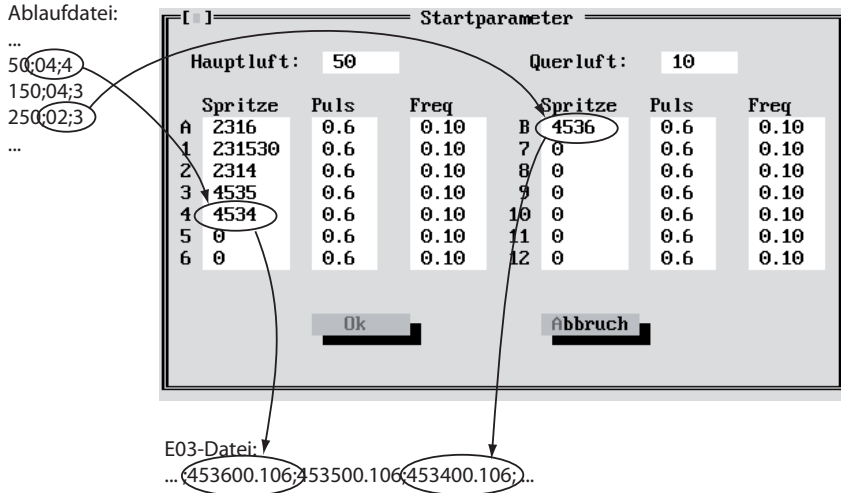 Ablaufdatei:
...
50;04;4
150;04;3
250;02;3
...
[ ] Startparameter
Hauptluft: 50 Querluft: 10
Spritze Puls Freq Spritze Puls Freq
A 2316 0.6 0.10 B 4536 0.6 0.10
1 231530 0.6 0.10 7 0 0.6 0.10
2 2314 0.6 0.10 8 0 0.6 0.10
3 4535 0.6 0.10 9 0 0.6 0.10
4 4534 0.6 0.10 10 0 0.6 0.10
5 0 0.6 0.10 11 0 0.6 0.10
6 0 0.6 0.10 12 0 0.6 0.10
Ok Abbruch
E03-Datei:
... ;453600.106;453500.106;453400.106; ...